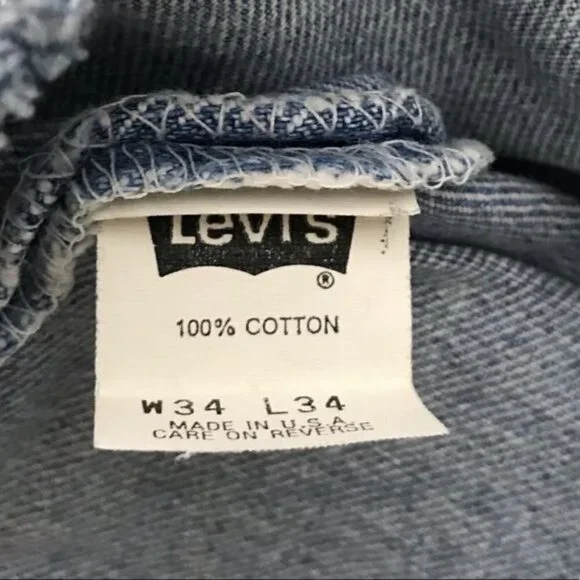 Levi's
®
100% COTTON
W34 L34
MADE IN U.S.A
CARE ON REVERSE